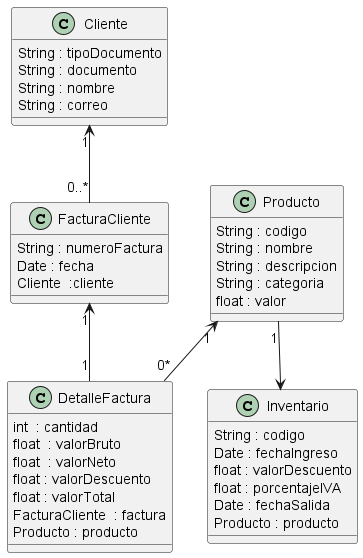 C Cliente
String : tipoDocumento
String : documento
String : nombre
String : correo
1
0..*
C FacturaCliente
String : numeroFactura
Date : fecha
Cliente :cliente
C Producto
String : codigo
String : nombre
String : descripcion
String : categoria
float : valor
1
1
0*
1
1
C DetalleFactura
int : cantidad
float : valorBruto
float : valorNeto
float : valorDescuento
float : valorTotal
FacturaCliente : factura
Producto : producto
C Inventario
String : codigo
Date : fechaIngreso
float : valorDescuento
float : porcentajeIVA
Date : fechaSalida
Producto : producto